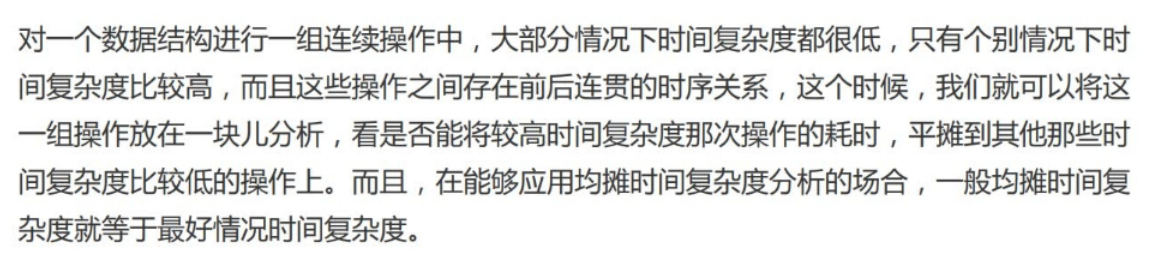 对一个数据结构进行一组连续操作中，大部分情况下时间复杂度都很低，只有个别情况下时
间复杂度比较高，而且这些操作之间存在前后连贯的时序关系，这个时候，我们就可以将这
一组操作放在一块儿分析，看是否能将较高时间复杂度那次操作的耗时，平摊到其他那些时
间复杂度比较低的操作上。而且，在能够应用均摊时间复杂度分析的场合，一般均摊时间复
杂度就等于最好情况时间复杂度。